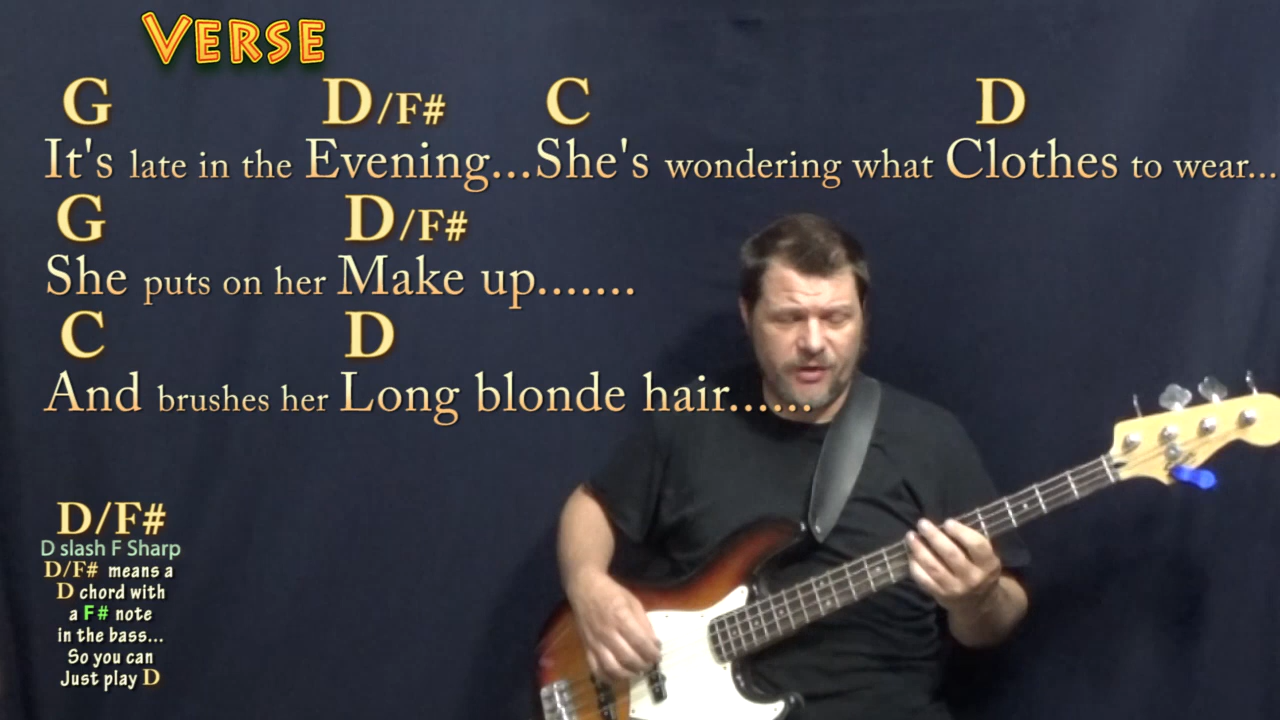 VERSE
G D/F# C D
It's late in the Evening...She's wondering what Clothes to wear...
G D/F#
She puts on her Make up.......
C D
And brushes her Long blonde hair......
D/F#
D slash F Sharp
D/F# means a
D chord with
a F# note
in the bass...
So you can
Just play D